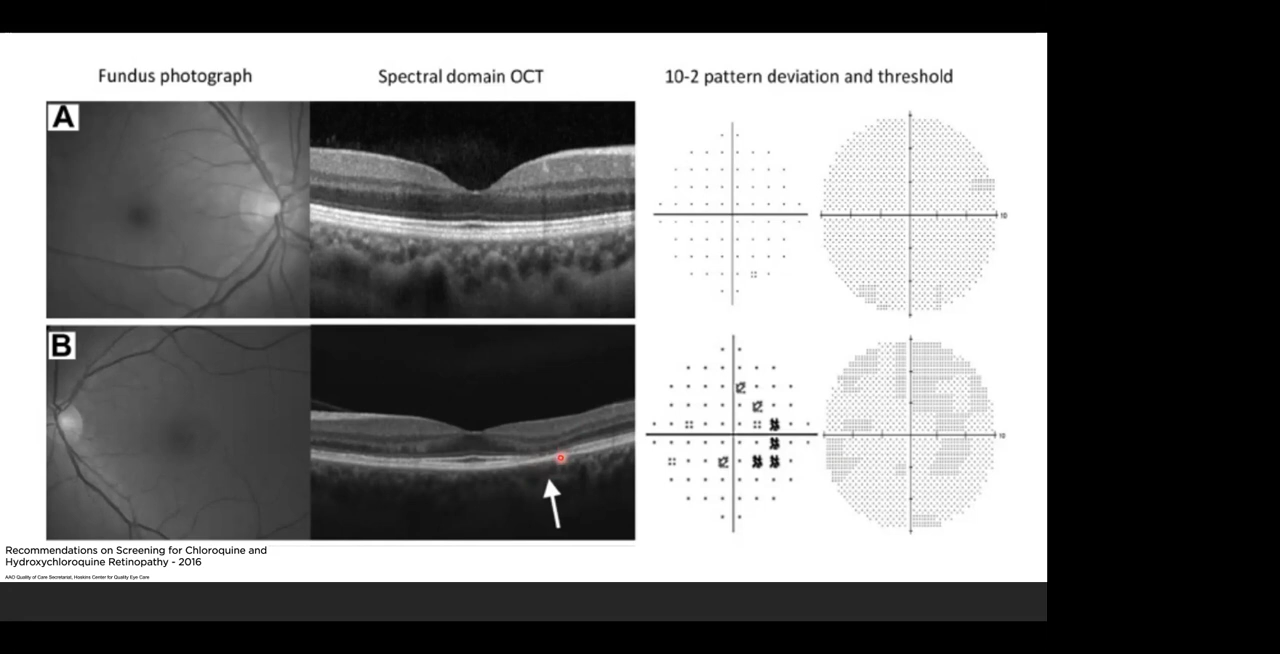 Fundus photograph
Spectral domain OCT
10-2 pattern deviation and threshold
A
10
B
10
Recommendations on Screening for Chloroquine and
Hydroxychloroquine Retinopathy - 2016
AAO Quality of Care Secretariat, Hoskins Center for Quality Eye Care